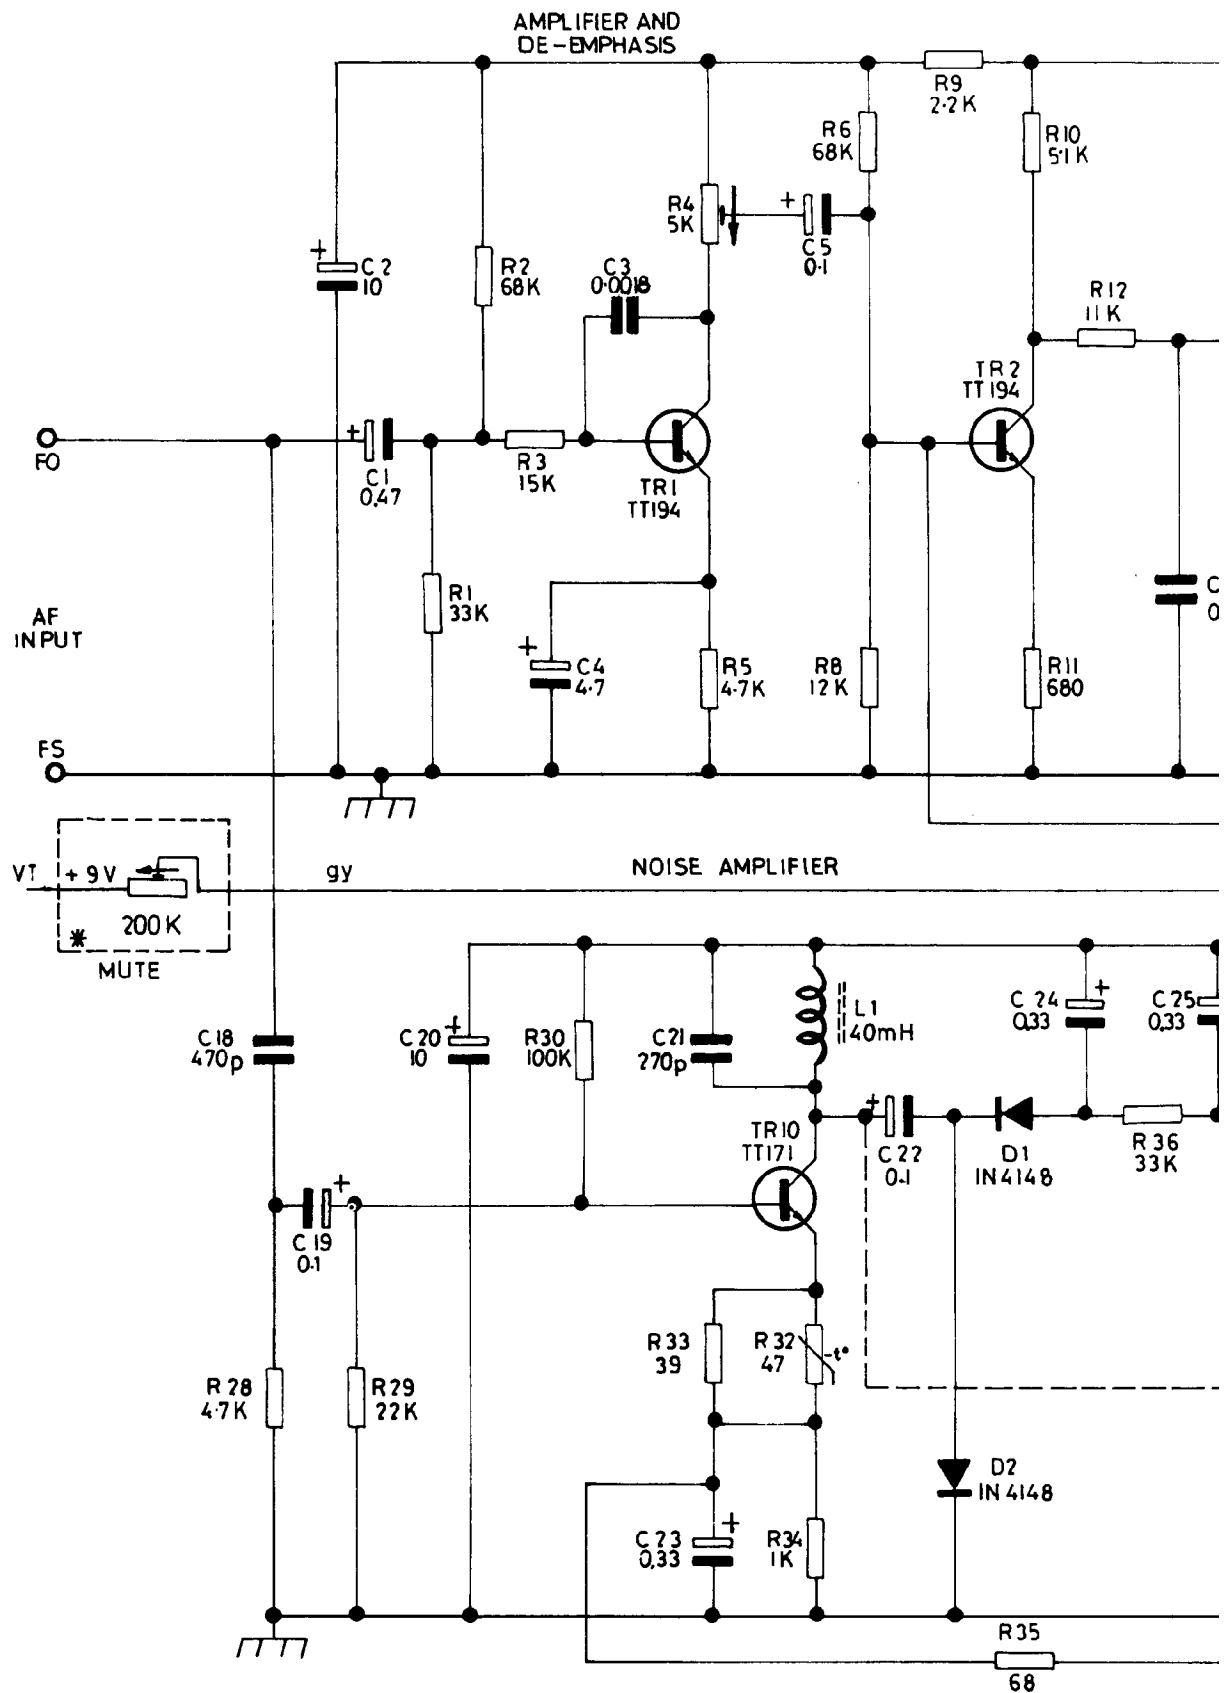 AMPLIFIER AND
DE-EMPHASIS
R9
2·2K
R6
68K
R10
5·1K
R4
5K
+
C5
0·1
+
C2
10
R2
68K
C3
0·0018
R12
11K
TR2
TT194
FO
+
C1
0,47
R3
15K
TR1
TT194
R1
33K
AF
INPUT
+
C4
4·7
R5
4·7K
R8
12K
R11
680
C
0
FS
VT
+9V
gy
NOISE AMPLIFIER
200K
*
MUTE
C18
470p
C20
10
+
R30
100K
C21
270p
L1
40mH
C24
0,33
+
C25
0,33
TR10
TT171
+
C22
0·1
D1
IN4148
R36
33K
C19
0·1
+
R33
39
R32
47
-t°
R28
4·7K
R29
22K
D2
IN4148
C23
0,33
+
R34
1K
R35
68